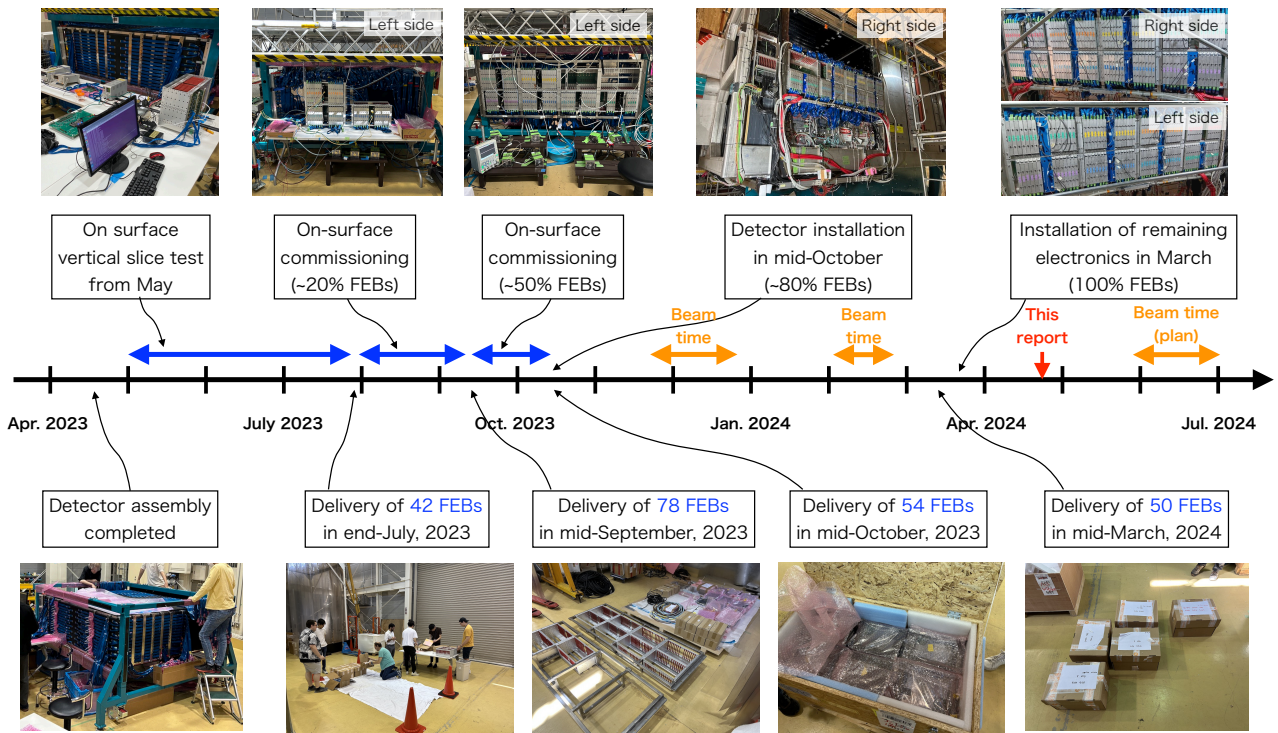 Left side
Left side
Right side
Right side
Left side
On surface
vertical slice test
from May
On-surface
commissioning
(~20% FEBs)
On-surface
commissioning
(~50% FEBs)
Detector installation
in mid-October
(~80% FEBs)
Installation of remaining
electronics in March
(100% FEBs)
Beam
time
Beam
time
This
report
Beam time
(plan)
Apr. 2023
July 2023
Oct. 2023
Jan. 2024
Apr. 2024
Jul. 2024
Detector assembly
completed
Delivery of 42 FEBs
in end-July, 2023
Delivery of 78 FEBs
in mid-September, 2023
Delivery of 54 FEBs
in mid-October, 2023
Delivery of 50 FEBs
in mid-March, 2024